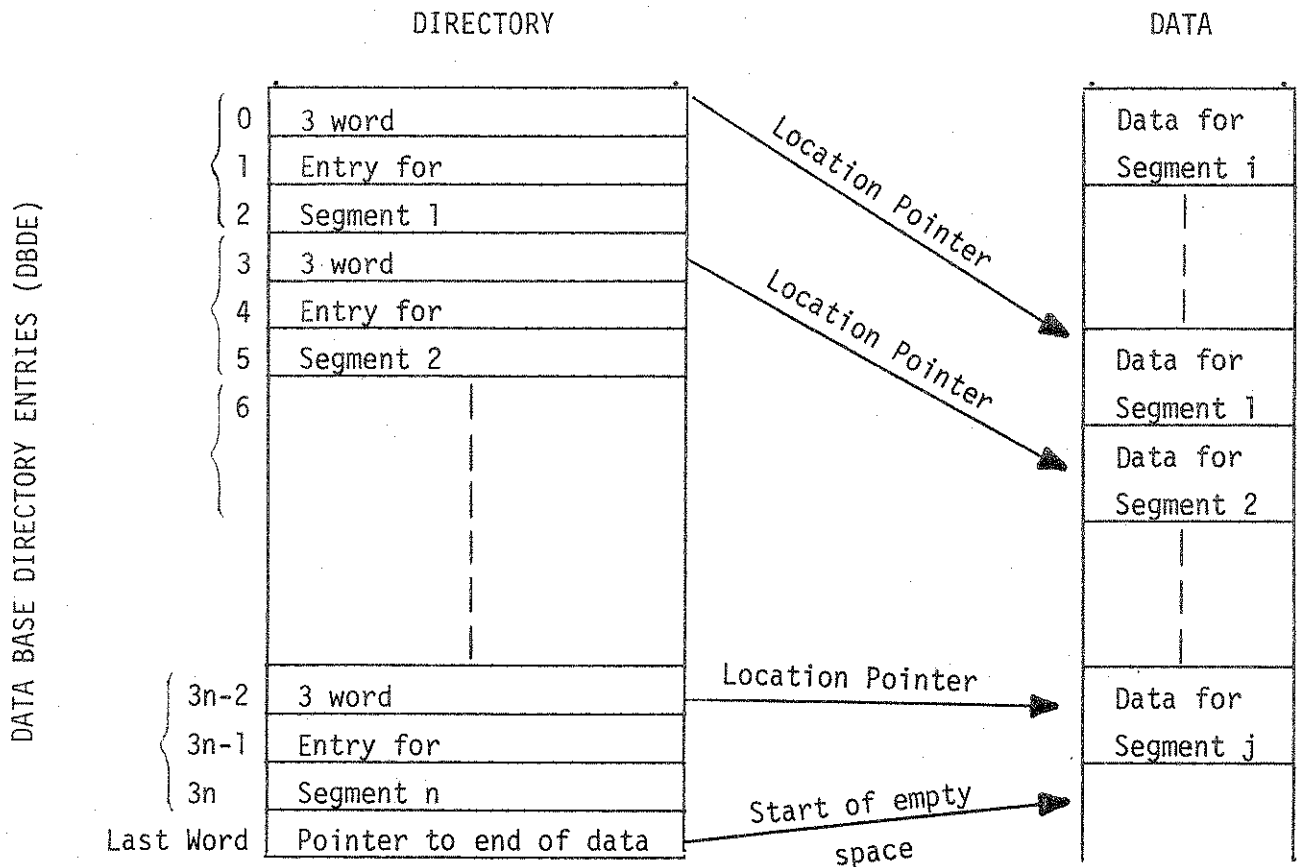 DIRECTORY
DATA
DATA BASE DIRECTORY ENTRIES (DBDE)
0 3 word
1 Entry for
2 Segment 1
3 3 word
4 Entry for
5 Segment 2
6
3n-2 3 word
3n-1 Entry for
3n Segment n
Last Word Pointer to end of data
Location Pointer
Location Pointer
Location Pointer
Start of empty
space
Data for
Segment i
Data for
Segment 1
Data for
Segment 2
Data for
Segment j